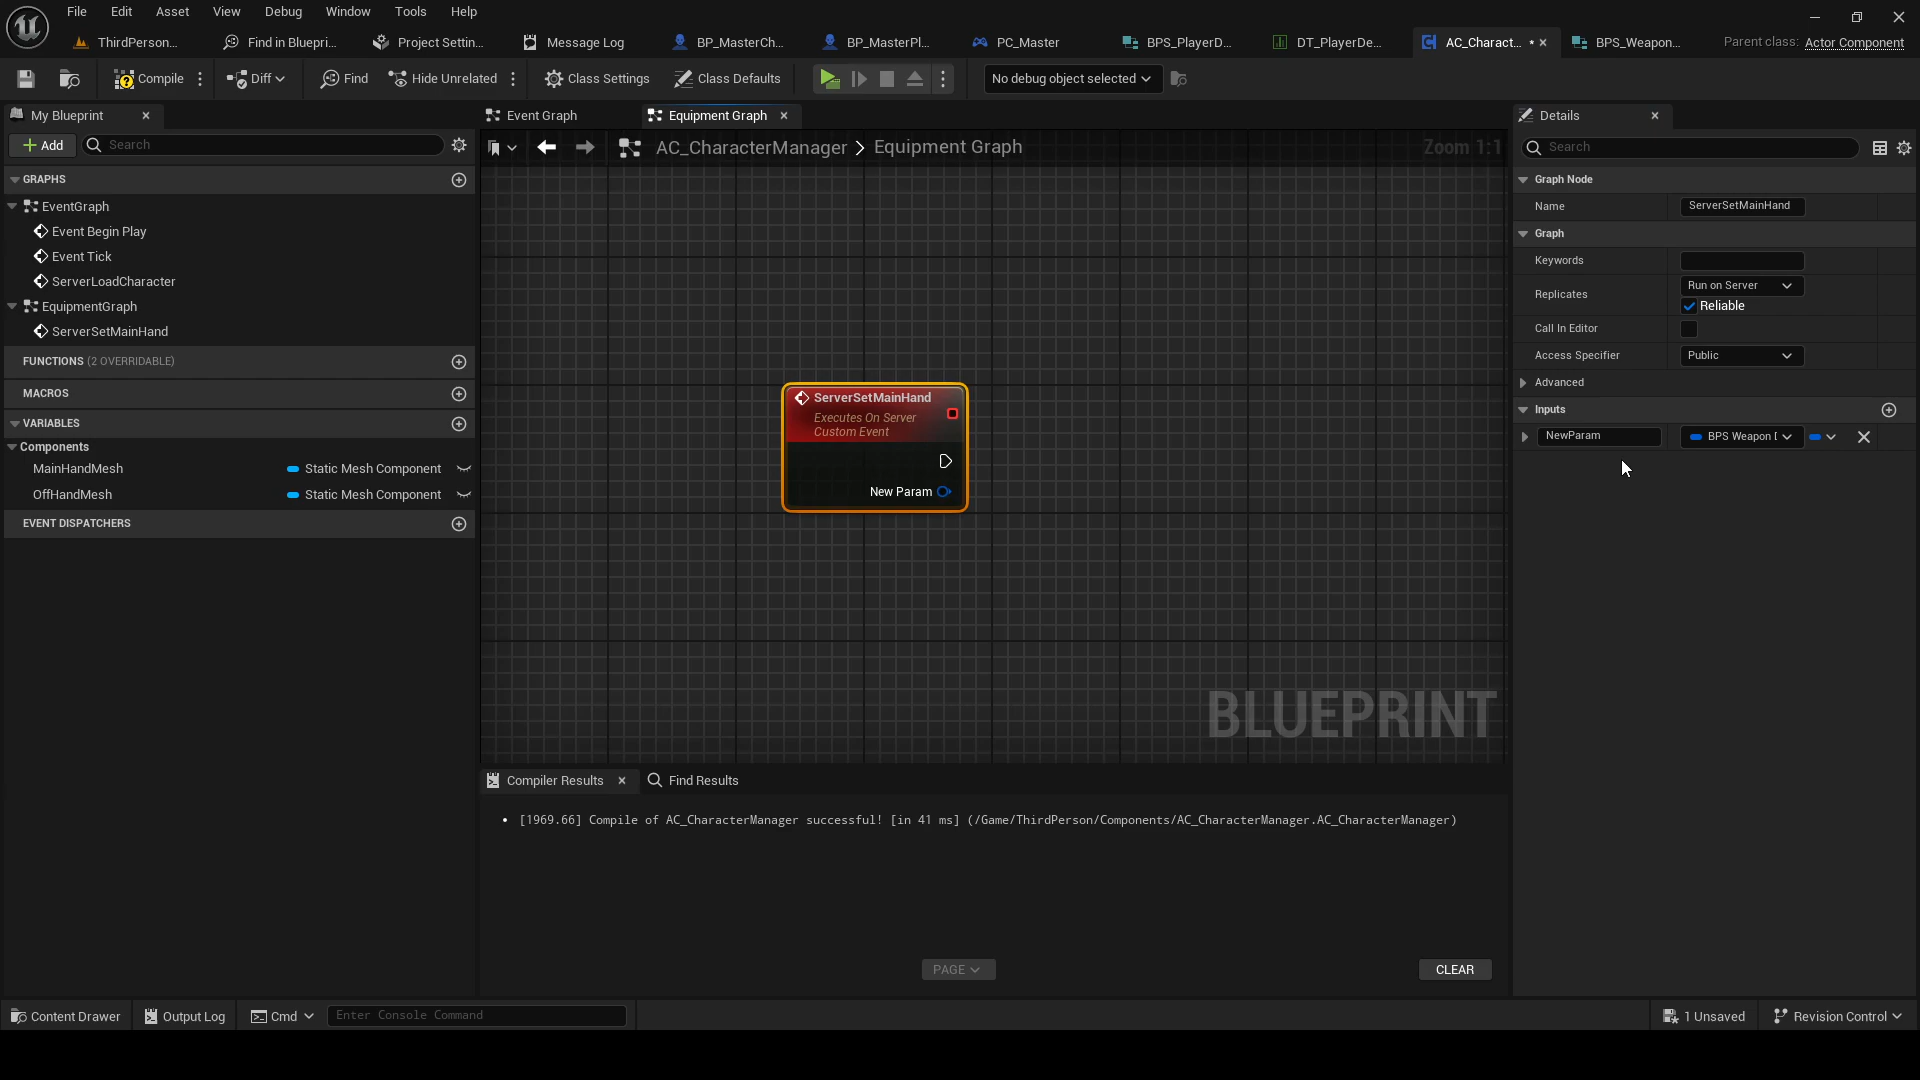 File Edit Asset View Debug Window Tools Help
ThirdPerson... Find in Bluepri... Project Settin... Message Log BP_MasterCh... BP_MasterPl... PC_Master BPS_PlayerD... DT_PlayerDe... AC_Charact... * BPS_Weapon... Parent class: Actor Component
Compile Diff Find Hide Unrelated Class Settings Class Defaults No debug object selected
My Blueprint
Add Search
GRAPHS
EventGraph
Event Begin Play
Event Tick
ServerLoadCharacter
EquipmentGraph
ServerSetMainHand
FUNCTIONS (2 OVERRIDABLE)
MACROS
VARIABLES
Components
MainHandMesh Static Mesh Component
OffHandMesh Static Mesh Component
EVENT DISPATCHERS
Event Graph Equipment Graph
AC_CharacterManager > Equipment Graph Zoom 1:1
ServerSetMainHand
Executes On Server
Custom Event
New Param
BLUEPRINT
Compiler Results Find Results
• [1969.66] Compile of AC_CharacterManager successful! [in 41 ms] (/Game/ThirdPerson/Components/AC_CharacterManager.AC_CharacterManager)
PAGE CLEAR
Details
Search
Graph Node
Name ServerSetMainHand
Graph
Keywords
Replicates Run on Server
Reliable
Call In Editor
Access Specifier Public
Advanced
Inputs
NewParam BPS Weapon
Content Drawer Output Log Cmd Enter Console Command 1 Unsaved Revision Control